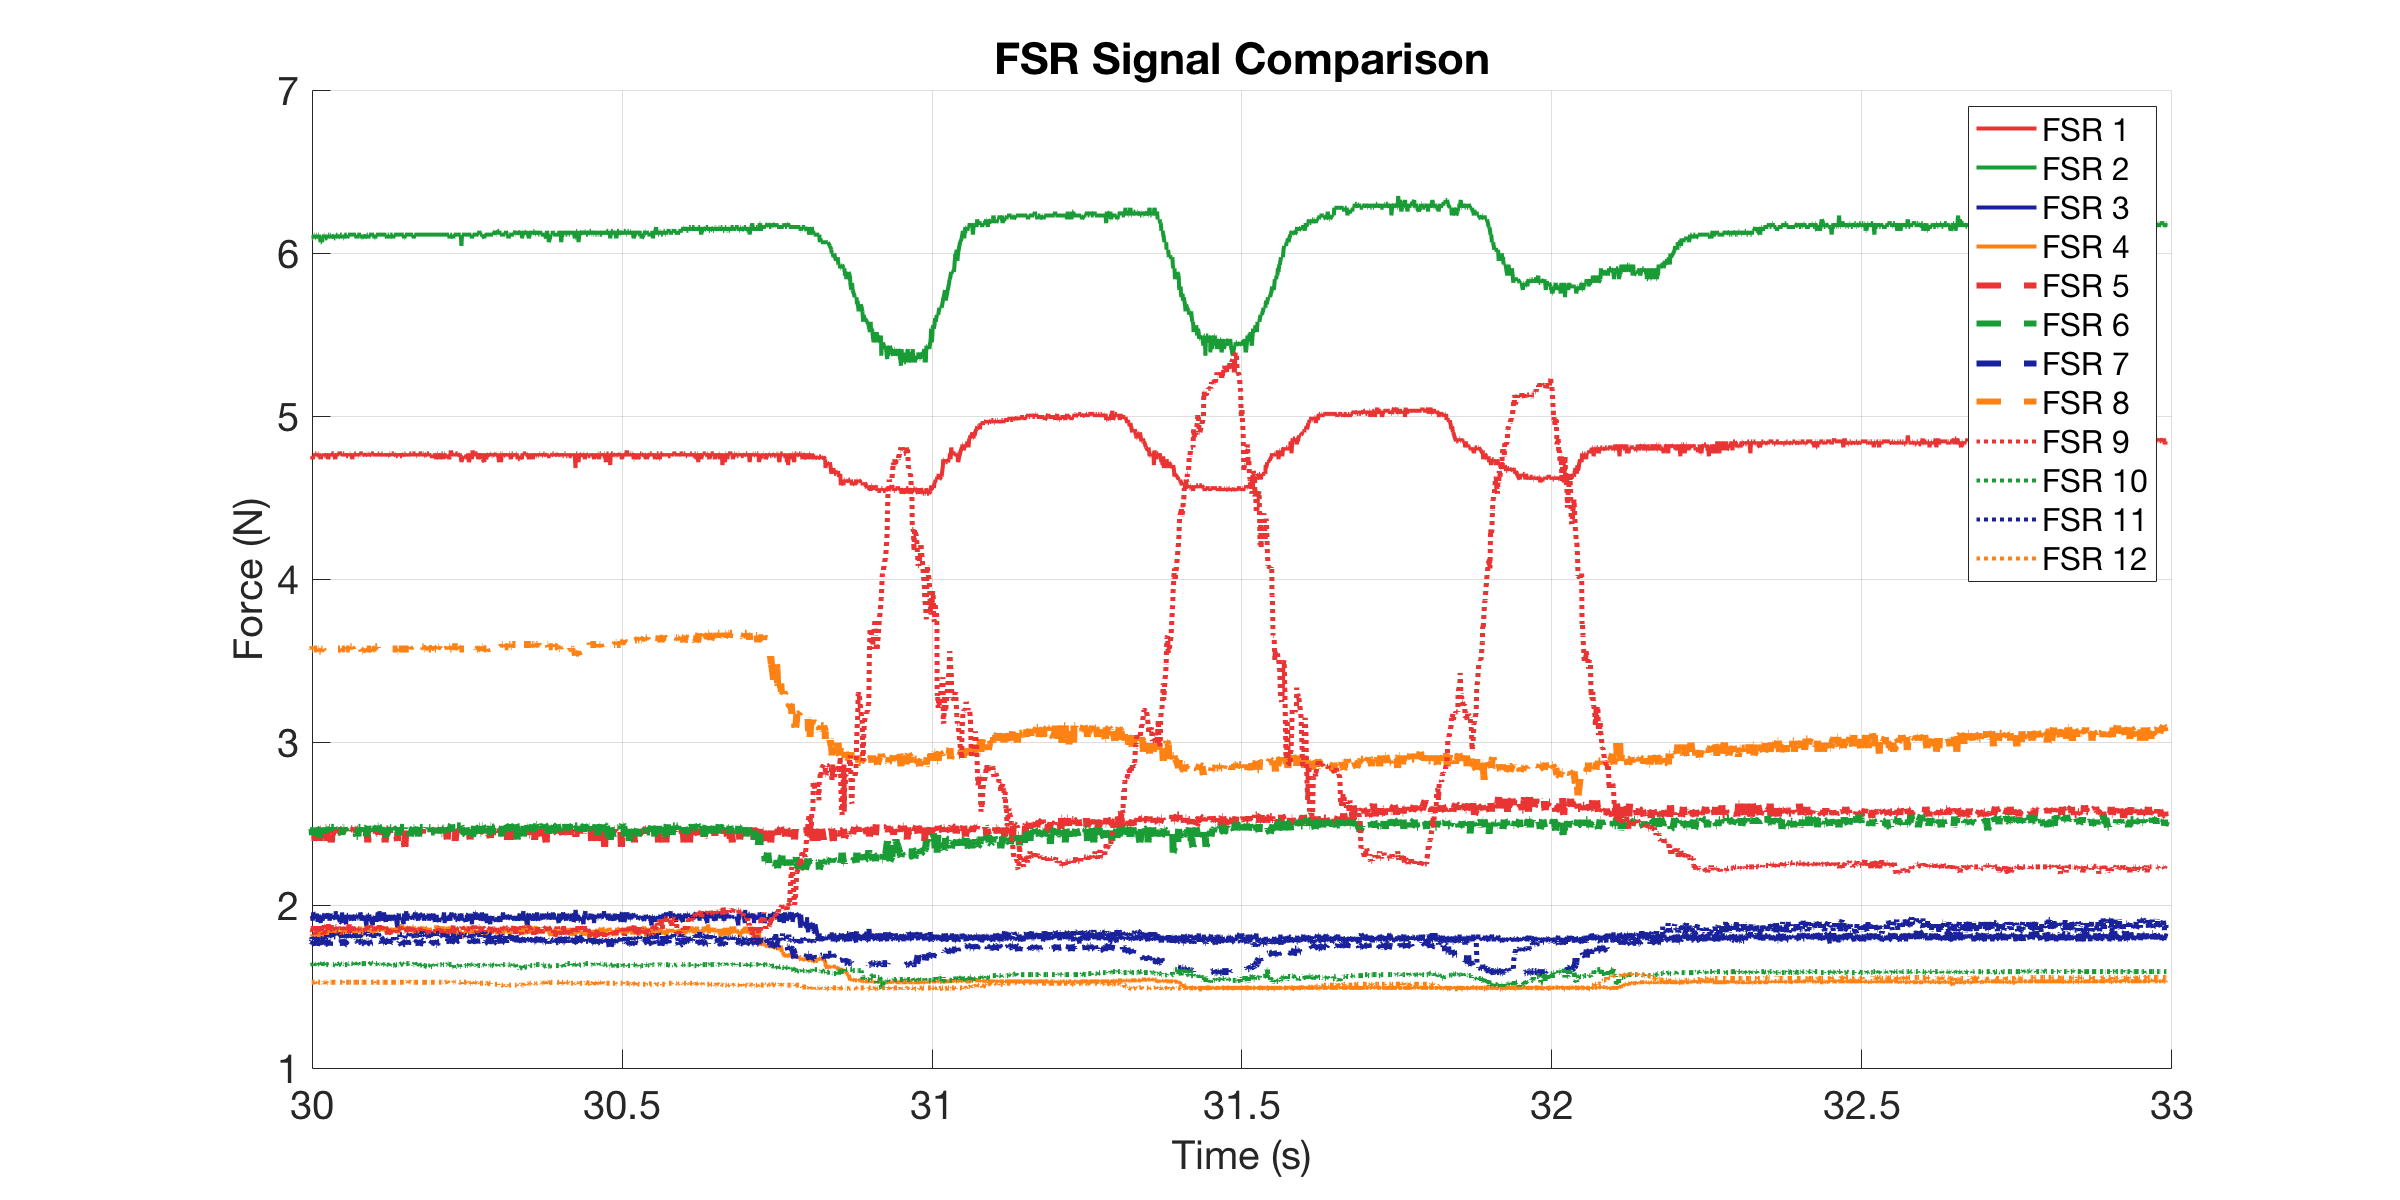 FSR Signal Comparison
7
6
5
4
3
2
1
Force (N)
FSR 1
FSR 2
FSR 3
FSR 4
FSR 5
FSR 6
FSR 7
FSR 8
FSR 9
FSR 10
FSR 11
FSR 12
30 30.5 31 31.5 32 32.5 33
Time (s)